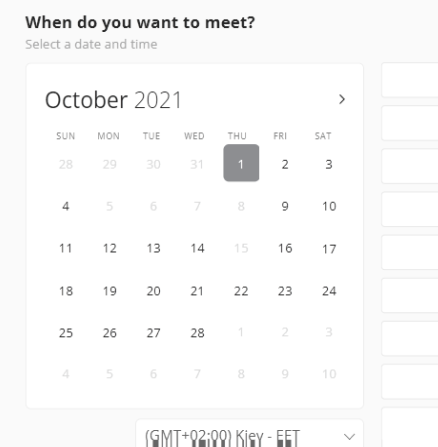 When do you want to meet?
Select a date and time
October 2021
SUN MON TUE WED THU FRI SAT
28 29 30 31 1 2 3
4 5 6 7 8 9 10
11 12 13 14 15 16 17
18 19 20 21 22 23 24
25 26 27 28 1 2 3
4 5 6 7 8 9 10
(GMT+02:00) Kiev - EET